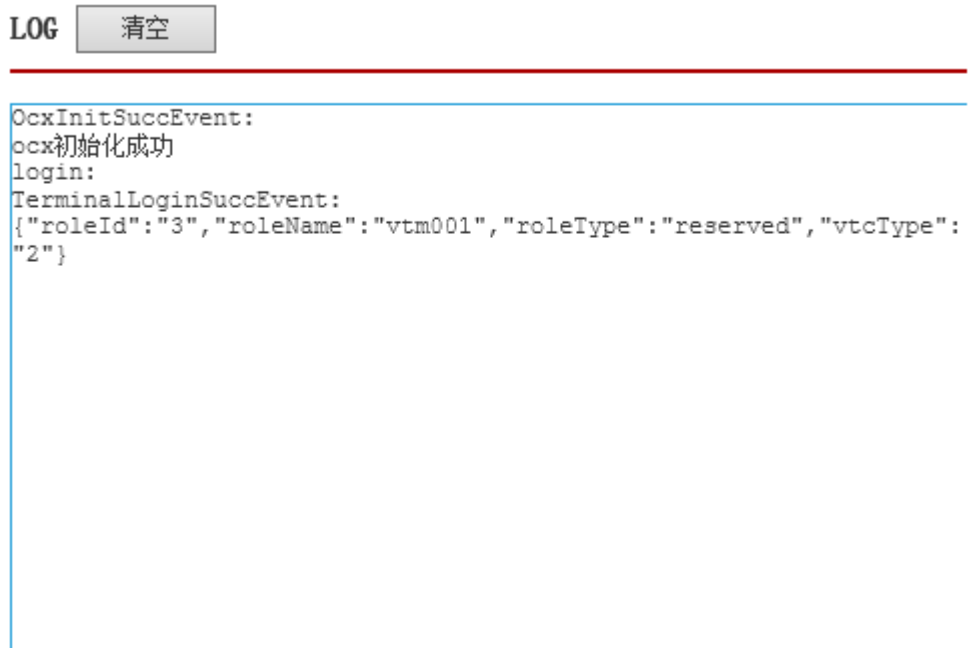 LOG 清空
OcxInitSuccEvent:
ocx初始化成功
login:
TerminalLoginSuccEvent:
{"roleId":"3","roleName":"vtm001","roleType":"reserved","vtcType":
"2"}